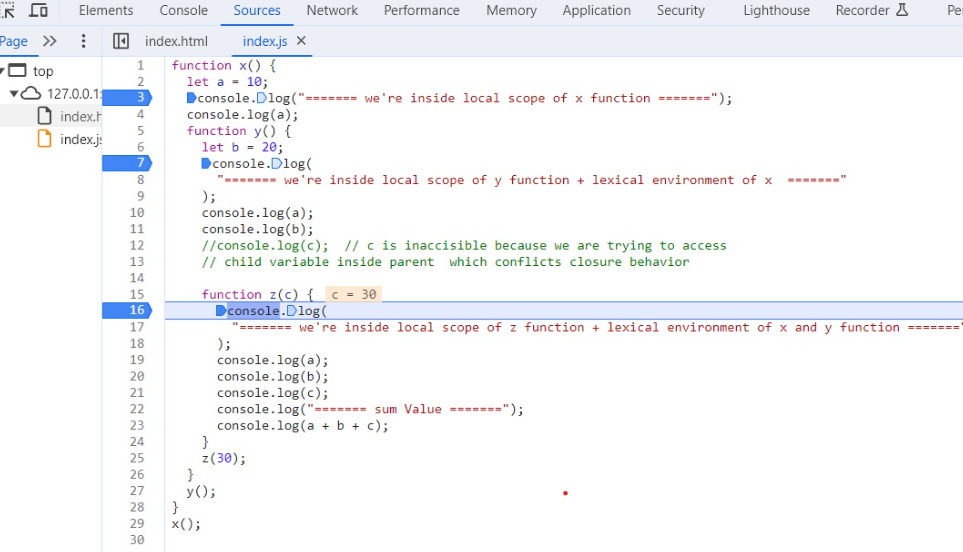 Elements Console Sources Network Performance Memory Application Security Lighthouse Recorder
Page index.html index.js
top
127.0.0.1:
index.h
index.js
1 function x() {
2 let a = 10;
3 console.log("======= we're inside local scope of x function =======");
4 console.log(a);
5 function y() {
6 let b = 20;
7 console.log(
8 "======= we're inside local scope of y function + lexical environment of x  ======="
9 );
10 console.log(a);
11 console.log(b);
12 //console.log(c);  // c is inaccisible because we are trying to access
13 // child variable inside parent  which conflicts closure behavior
14
15 function z(c) { c = 30
16 console.log(
17 "======= we're inside local scope of z function + lexical environment of x and y function ======="
18 );
19 console.log(a);
20 console.log(b);
21 console.log(c);
22 console.log("======= sum Value =======");
23 console.log(a + b + c);
24 }
25 z(30);
26 }
27 y();
28 }
29 x();
30